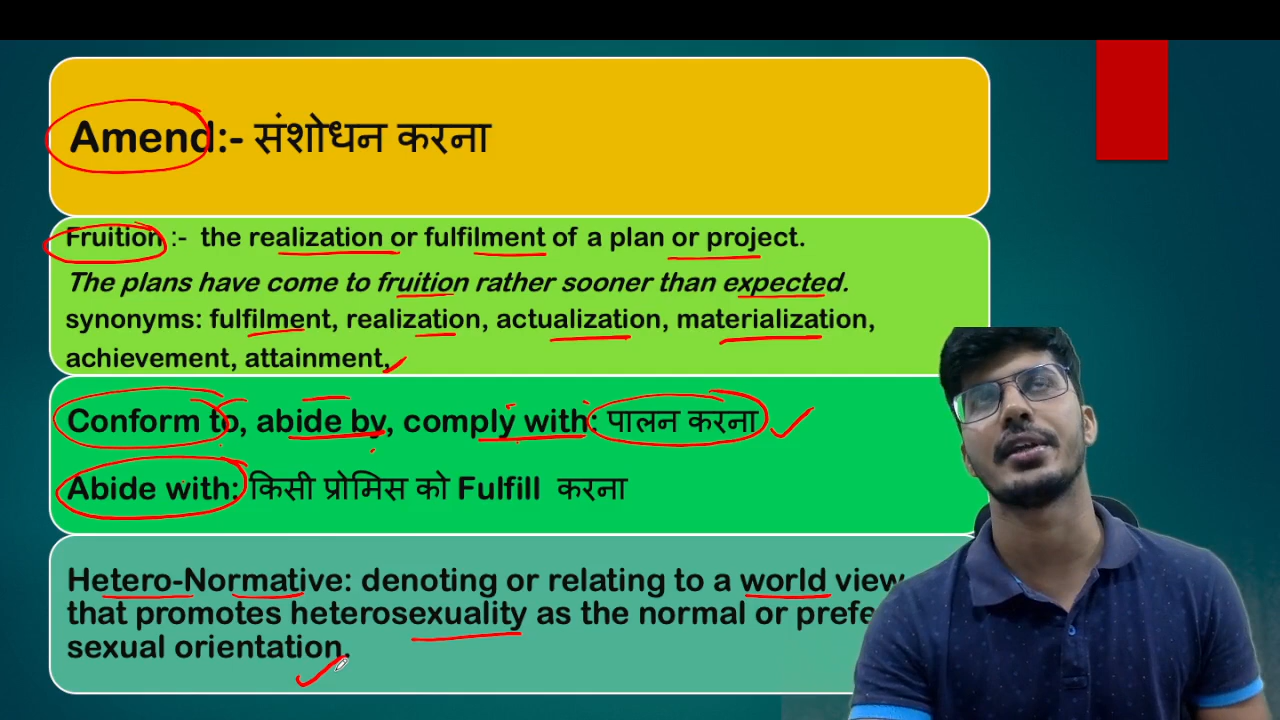 Amend:- संशोधन करना
Fruition :- the realization or fulfilment of a plan or project.
The plans have come to fruition rather sooner than expected.
synonyms: fulfilment, realization, actualization, materialization,
achievement, attainment,
Conform to, abide by, comply with: पालन करना
Abide with: किसी प्रोमिस को Fulfill करना
Hetero-Normative: denoting or relating to a world view
that promotes heterosexuality as the normal or
sexual orientation.